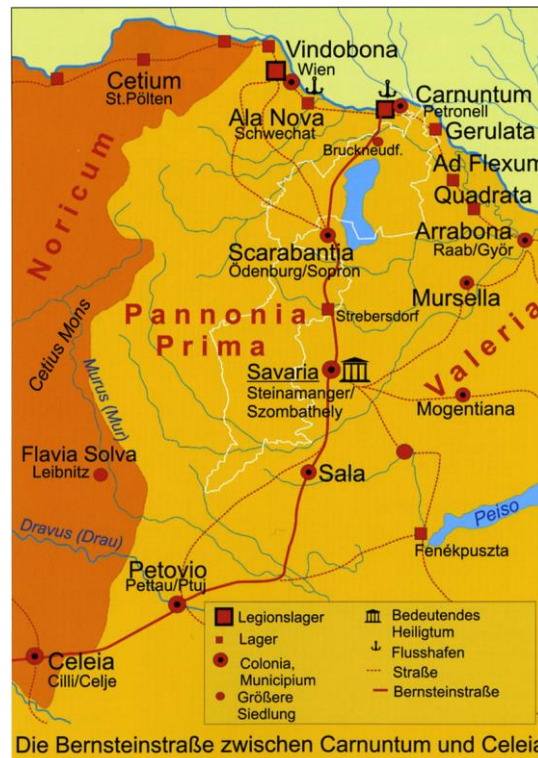 Vindobona
Wien
Cetium
St.Pölten
Ala Nova
Schwechat
Carnuntum
Petronell
Gerulata
Bruckneudf.
Ad Flexum
Quadrata
Arrabona
Raab/Györ
Noricum
Scarabantia
Ödenburg/Sopron
Mursella
Strebersdorf
Pannonia
Prima
Valeria
Cetius Mons
Savaria
Steinamanger/
Szombathely
Mogentiana
Murus (Mur)
Flavia Solva
Leibnitz
Sala
Peiso
Dravus (Drau)
Fenékpuszta
Petovio
Pettau/Ptuj
Celeia
Cilli/Celje
Legionslager
Lager
Colonia,
Municipium
Größere
Siedlung
Bedeutendes
Heiligtum
Flusshafen
Straße
Bernsteinstraße
Die Bernsteinstraße zwischen Carnuntum und Celeia